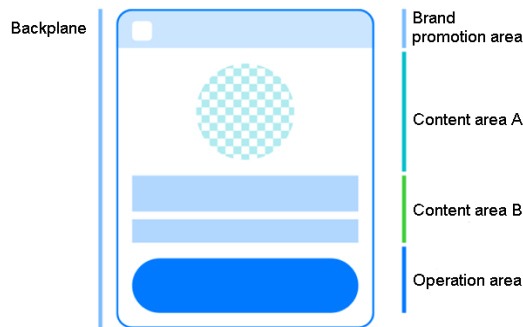 Backplane
Brand
promotion area
Content area A
Content area B
Operation area